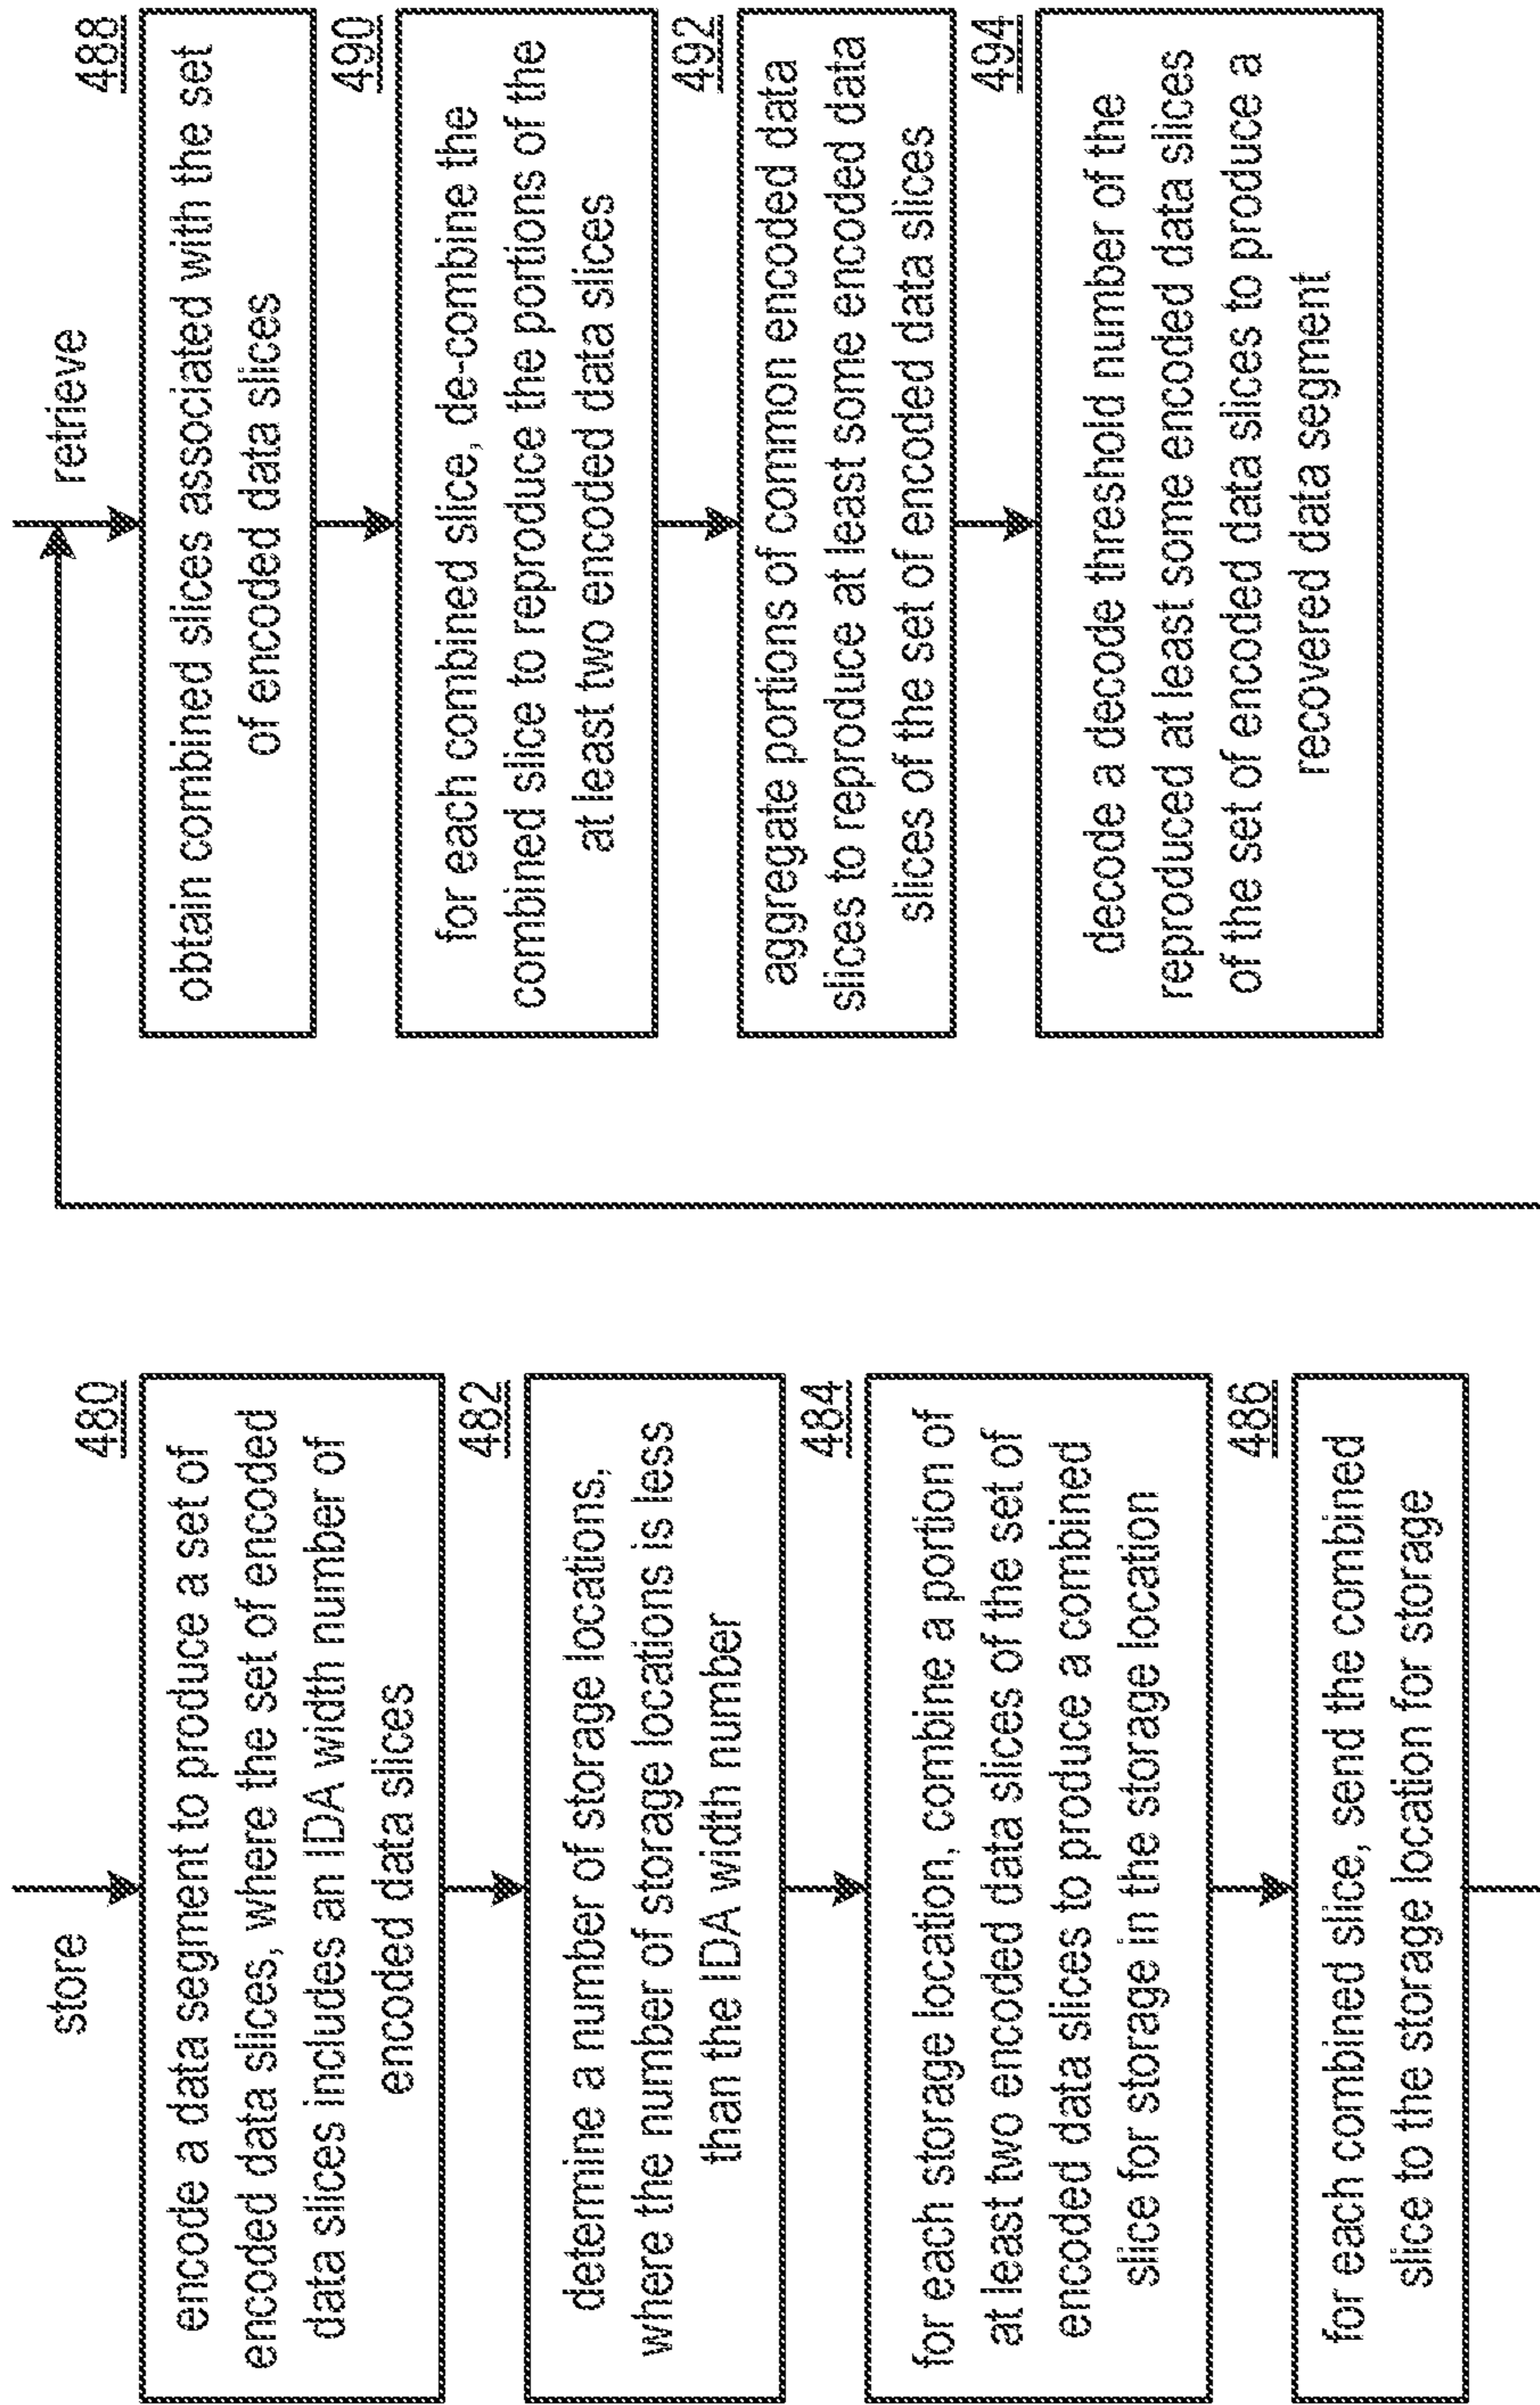 store
480
encode a data segment to produce a set of
encoded data slices, where the set of encoded
data slices includes an IDA width number of
encoded data slices
482
determine a number of storage locations,
where the number of storage locations is less
than the IDA width number
484
for each storage location, combine a portion of
at least two encoded data slices of the set of
encoded data slices to produce a combined
slice for storage in the storage location
486
for each combined slice, send the combined
slice to the storage location for storage
retrieve
488
obtain combined slices associated with the set
of encoded data slices
490
for each combined slice, de-combine the
combined slice to reproduce the portions of the
at least two encoded data slices
492
aggregate portions of common encoded data
slices to reproduce at least some encoded data
slices of the set of encoded data slices
494
decode a decode threshold number of the
reproduced at least some encoded data slices
of the set of encoded data slices to produce a
recovered data segment